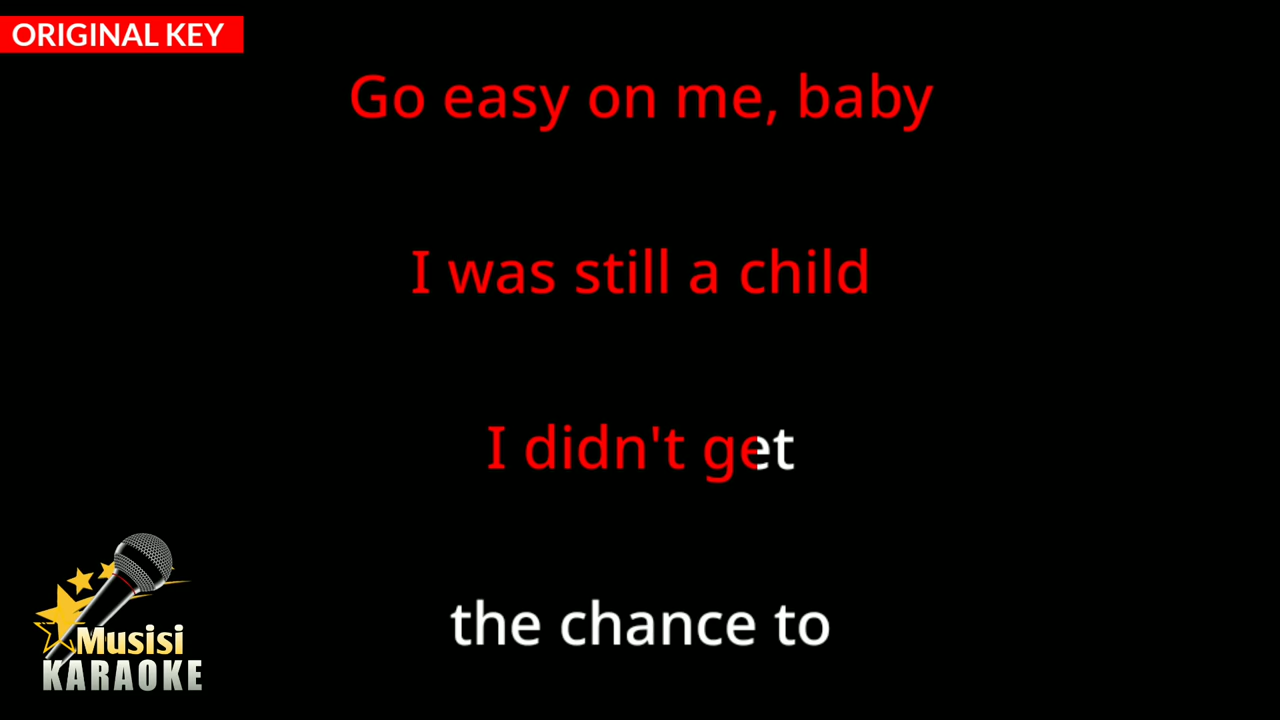 ORIGINAL KEY
Go easy on me, baby
I was still a child
I didn't get
the chance to
Musisi
KARAOKE